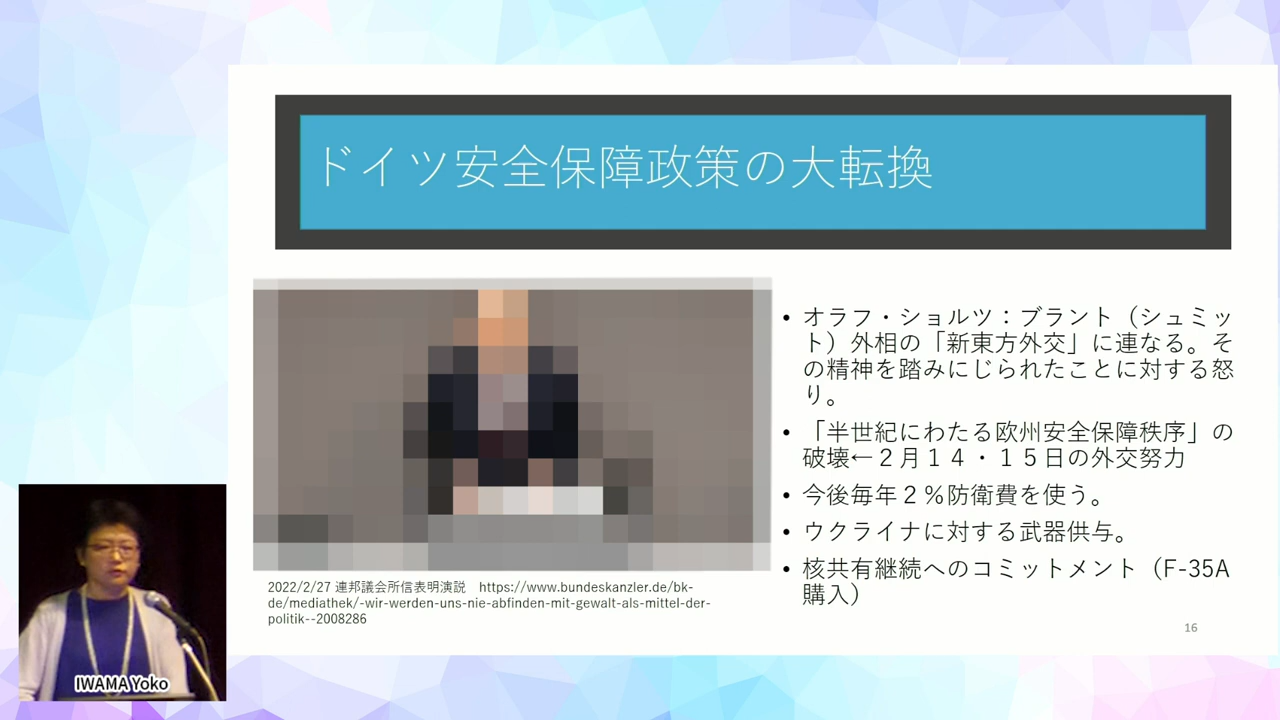 ドイツ安全保障政策の大転換
• オラフ・ショルツ：ブラント（シュミッ
ト）外相の「新東方外交」に連なる。そ
の精神を踏みにじられたことに対する怒
り。
• 「半世紀にわたる欧州安全保障秩序」の
破壊←２月１４・１５日の外交努力
• 今後毎年２％防衛費を使う。
• ウクライナに対する武器供与。
• 核共有継続へのコミットメント（F-35A
購入）
2022/2/27 連邦議会所信表明演説　https://www.bundeskanzler.de/bk-
de/mediathek/-wir-werden-uns-nie-abfinden-mit-gewalt-als-mittel-der-
politik--2008286
16
IWAMA Yoko